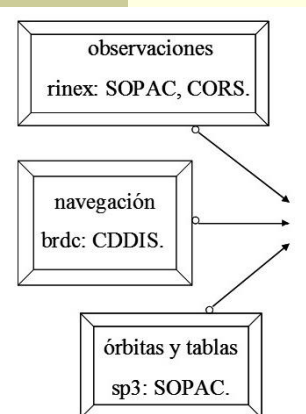 observaciones
rinex: SOPAC, CORS.
navegación
brdc: CDDIS.
órbitas y tablas
sp3: SOPAC.